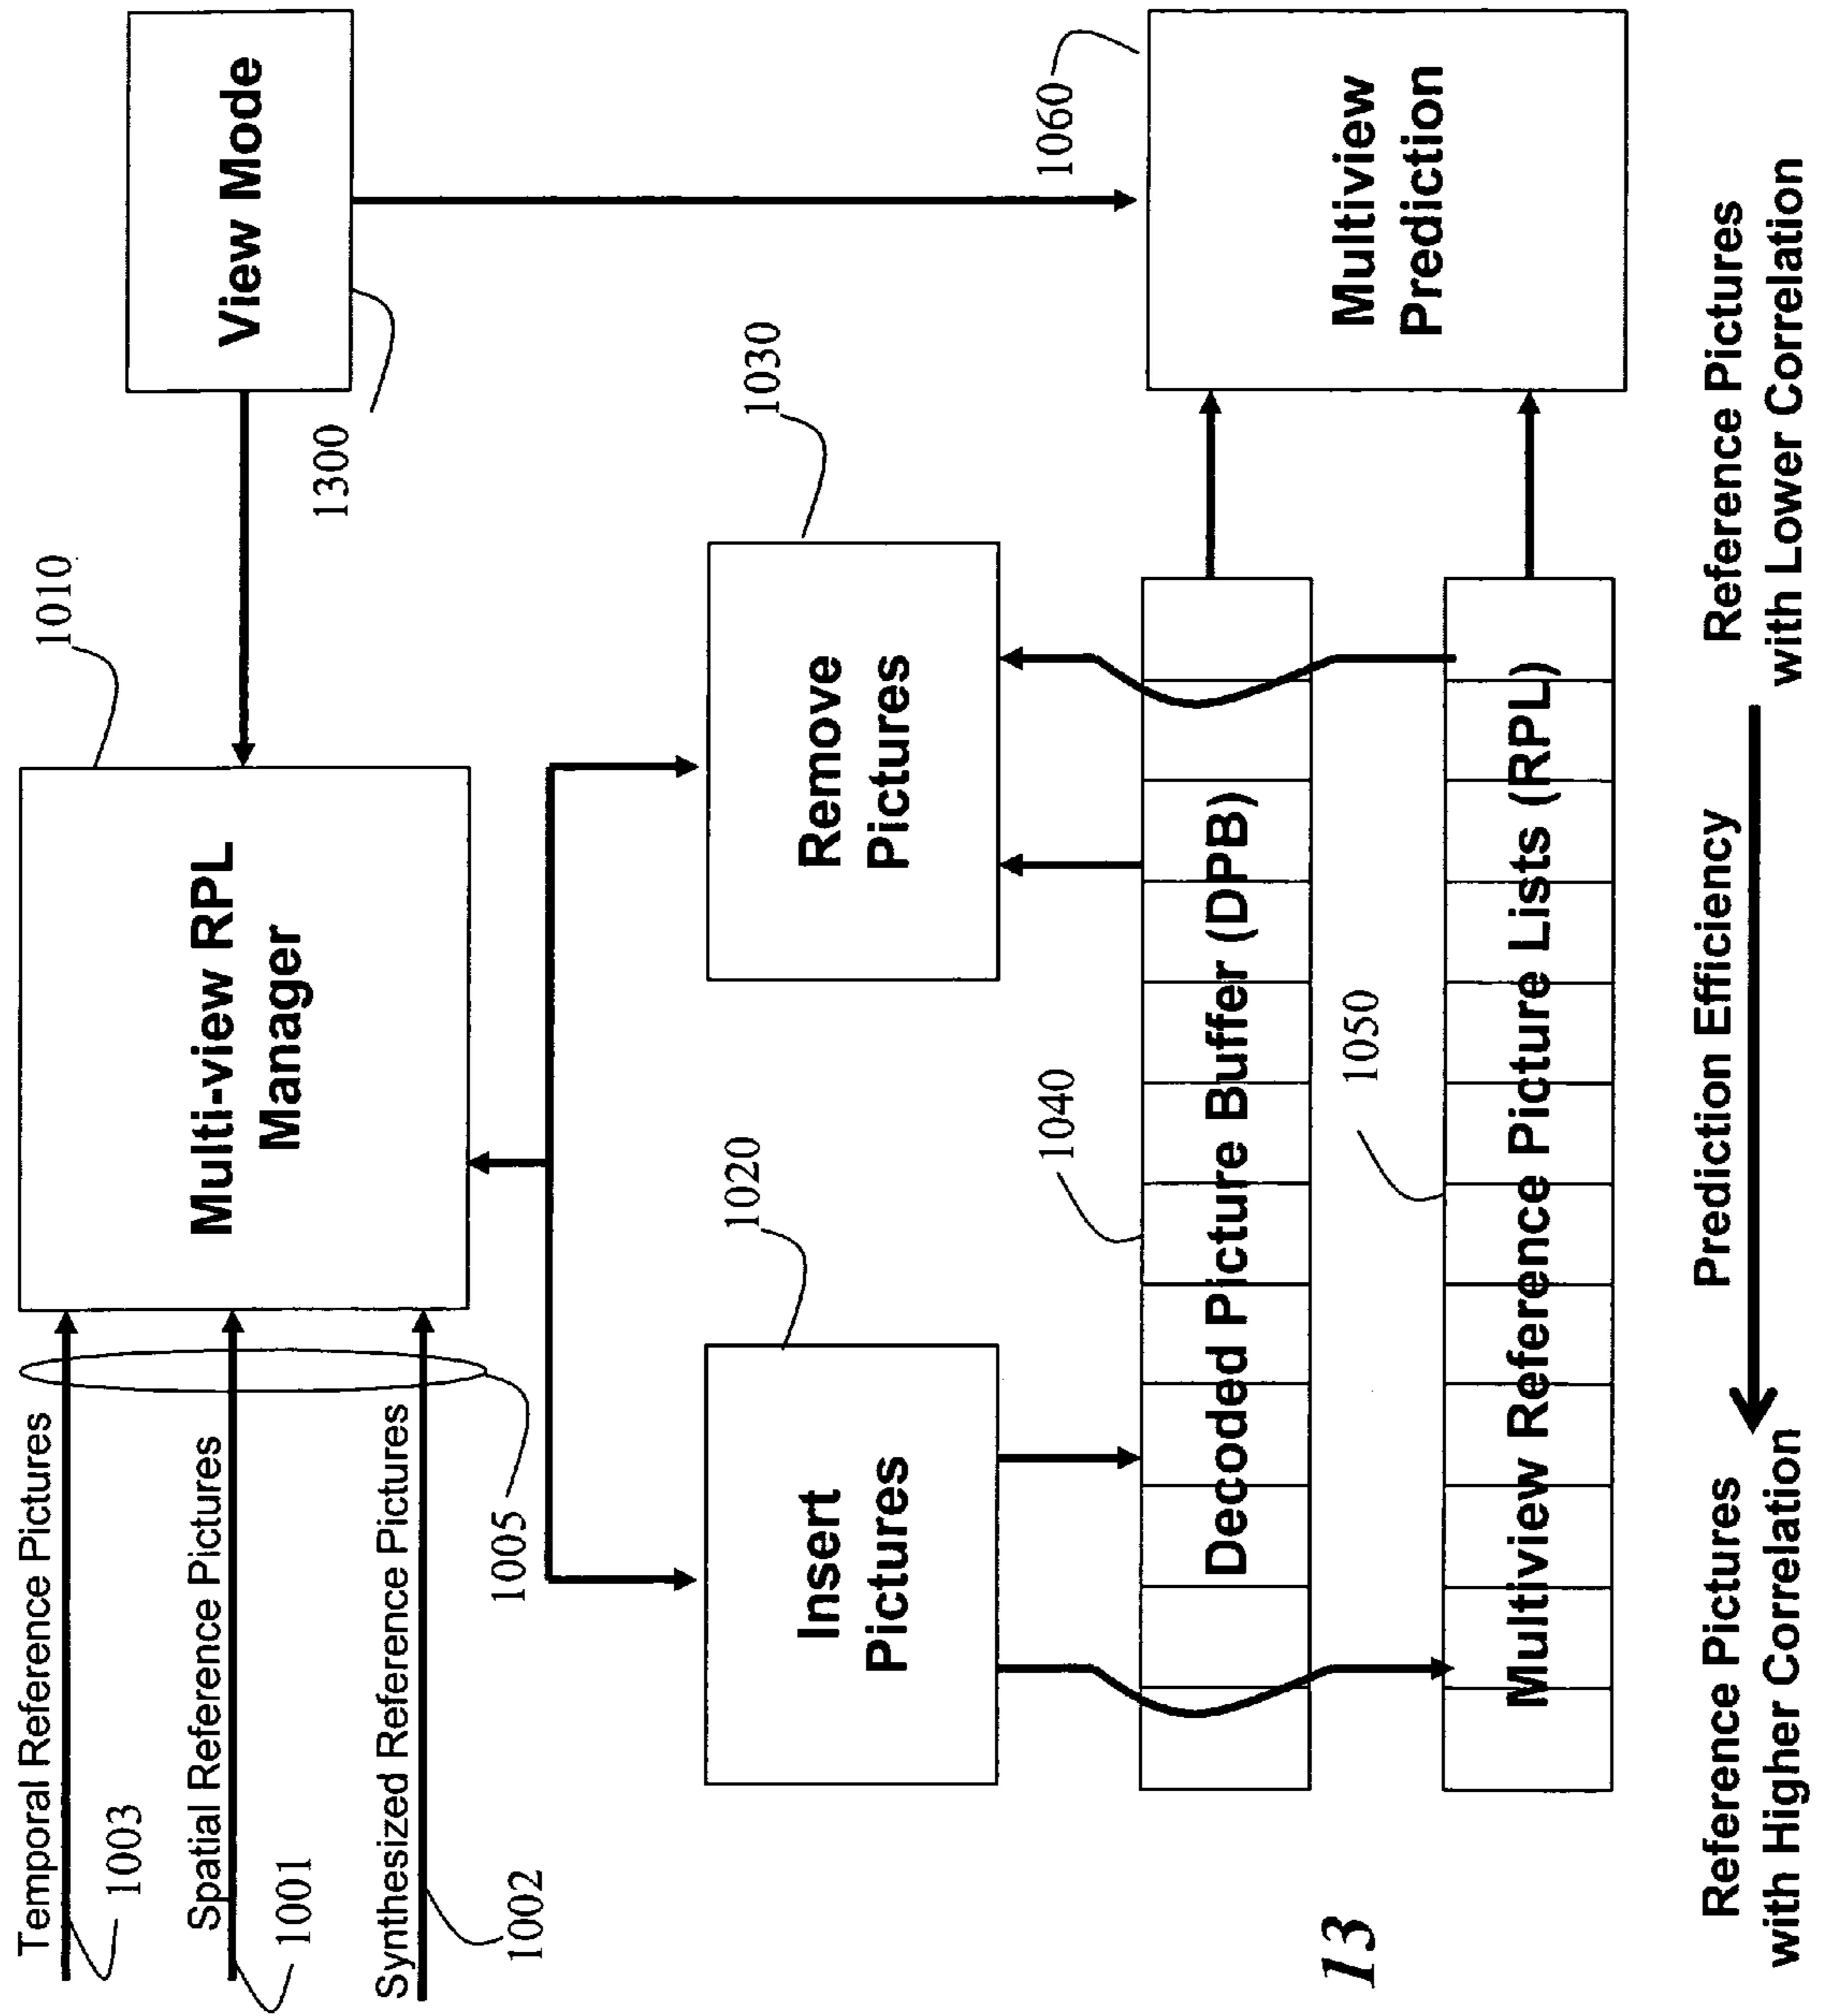 Temporal Reference Pictures
1003
Spatial Reference Pictures
1001
Synthesized Reference Pictures
1002
1005
Multi-view RPL
Manager
1010
View Mode
1300
Insert
Pictures
1020
Remove
Pictures
1030
1040
Decoded Picture Buffer (DPB)
1050
Multiview Reference Picture Lists (RPL)
Multiview
Prediction
1060
13
Reference Pictures
with Higher Correlation
Prediction Efficiency
Reference Pictures
with Lower Correlation